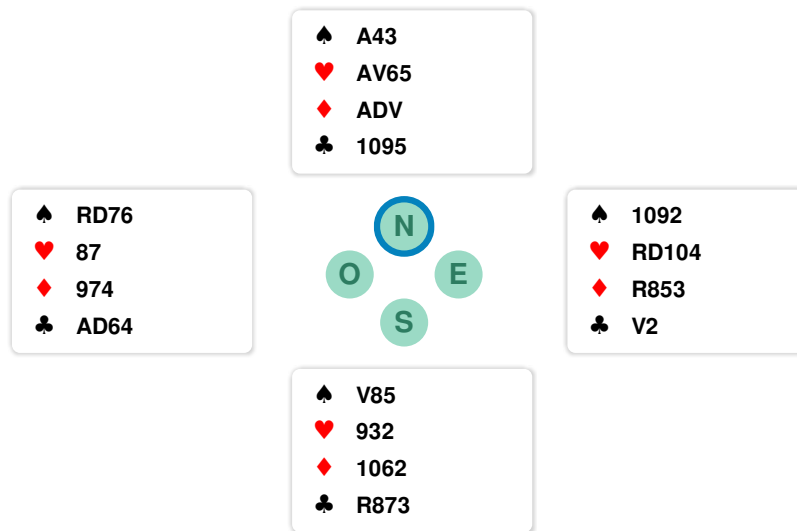 ♠ A43
♥ AV65
♦ ADV
♣ 1095
♠ RD76
♥ 87
♦ 974
♣ AD64
N
O
E
S
♠ 1092
♥ RD104
♦ R853
♣ V2
♠ V85
♥ 932
♦ 1062
♣ R873